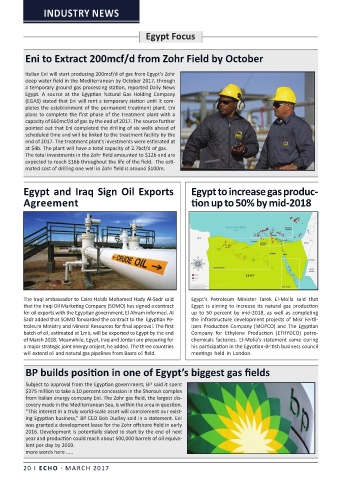 INDUSTRY NEWS
Egypt Focus
Eni to Extract 200mcf/d from Zohr Field by October
Italian Eni will start producing 200mcf/d of gas from Egypt's Zohr
deep water field in the Mediterranean by October 2017, through
a temporary ground gas processing station, reported Daily News
Egypt. A source at the Egyptian Natural Gas Holding Company
(EGAS) stated that Eni will rent a temporary station until it com-
pletes the establishment of the permanent treatment plant. Eni
plans to complete the first phase of the treatment plant with a
capacity of 650mcf/d of gas by the end of 2017. The source further
pointed out that Eni completed the drilling of six wells ahead of
scheduled time and will be linked to the treatment facility by the
end of 2017. The treatment plant's investments were estimated at
at $4b. The plant will have a total capacity of 2.7bcf/d of gas.
The total investments in the Zohr field amounted to $12b and are
expected to reach $16b throughout the life of the field. The esti-
mated cost of drilling one well in Zohr field is around $100m.
Egypt and Iraq Sign Oil Exports
Agreement
CRUDE OIL
The Iraqi ambassador to Cairo Habib Mohamed Hady Al-Sadr said
that the Iraqi Oil Marketing Company (SOMO) has signed a contract
for oil exports with the Egyptian government, El Ahram informed. Al
Sadr added that SOMO forwarded the contract to the Egyptian Pe-
troleum Ministry and Mineral Resources for final approval. The first
batch of oil, estimated at 1mb, will be exported to Egypt by the end
of March 2018. Meanwhile, Egypt, Iraq and Jordan are preparing for
a major strategic joint energy project, he added. The three countries
will extend oil and natural gas pipelines from Basra oil field.
Egypt to increase gas produc-
tion up to 50% by mid-2018
EGYPT
Egypt's Petroleum Minister Tarek El-Molla said that
Egypt is aiming to increase its natural gas production
up to 50 percent by mid-2018, as well as completing
the infrastructure development projects of Misr Fertil-
izers Production Company (MOPCO) and The Egyptian
Company for Ethylene Production (ETHYDCO) petro-
chemicals factories. El-Molla's statement came during
his participation in the Egyptian-British business council
meetings held in London.
BP builds position in one of Egypt's biggest gas fields
Subject to approval from the Egyptian government, BP said it spent
$375 million to take a 10 percent concession in the Shorouk complex
from Italian energy company Eni. The Zohr gas field, the largest dis-
covery made in the Mediterranean Sea, is within the area in question.
"This interest in a truly world-scale asset will complement our exist-
ing Egyptian business," BP CEO Bob Dudley said in a statement. Eni
was granted a development lease for the Zohr offshore field in early
2016. Development is potentially slated to start by the end of next
year and production could reach about 500,000 barrels of oil equiva-
lent per day by 2019.
more words here .....
20 I ECHO - MARCH 2017